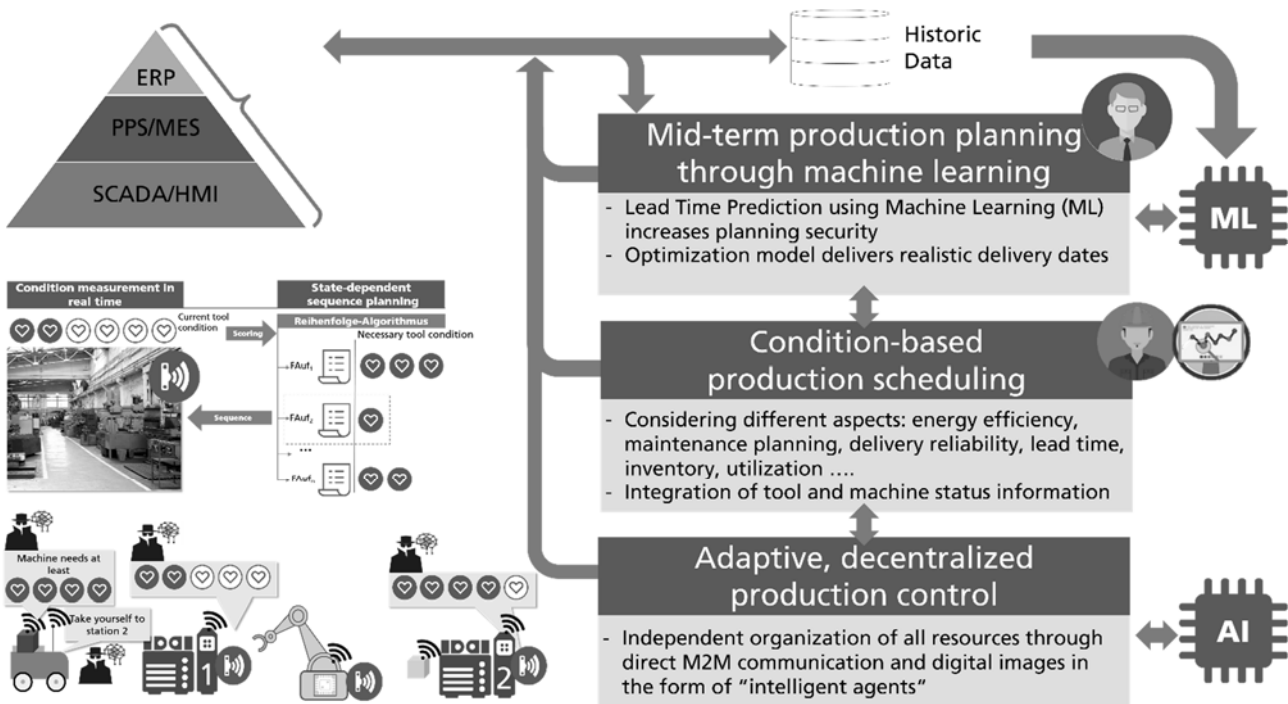 ERP
PPS/MES
SCADA/HMI
Historic
Data
Mid-term production planning
through machine learning
- Lead Time Prediction using Machine Learning (ML)
increases planning security
- Optimization model delivers realistic delivery dates
ML
Condition measurement in
real time
State-dependent
sequence planning
Current tool
condition
Scoring
Reihenfolge-Algorithmus
Necessary tool condition
FAuf1
Sequence
FAuf2
...
FAufn
Condition-based
production scheduling
- Considering different aspects: energy efficiency,
maintenance planning, delivery reliability, lead time,
inventory, utilization ....
- Integration of tool and machine status information
Machine needs at
least
Take yourself to
station 2
1
2
Adaptive, decentralized
production control
- Independent organization of all resources through
direct M2M communication and digital images in
the form of "intelligent agents"
AI